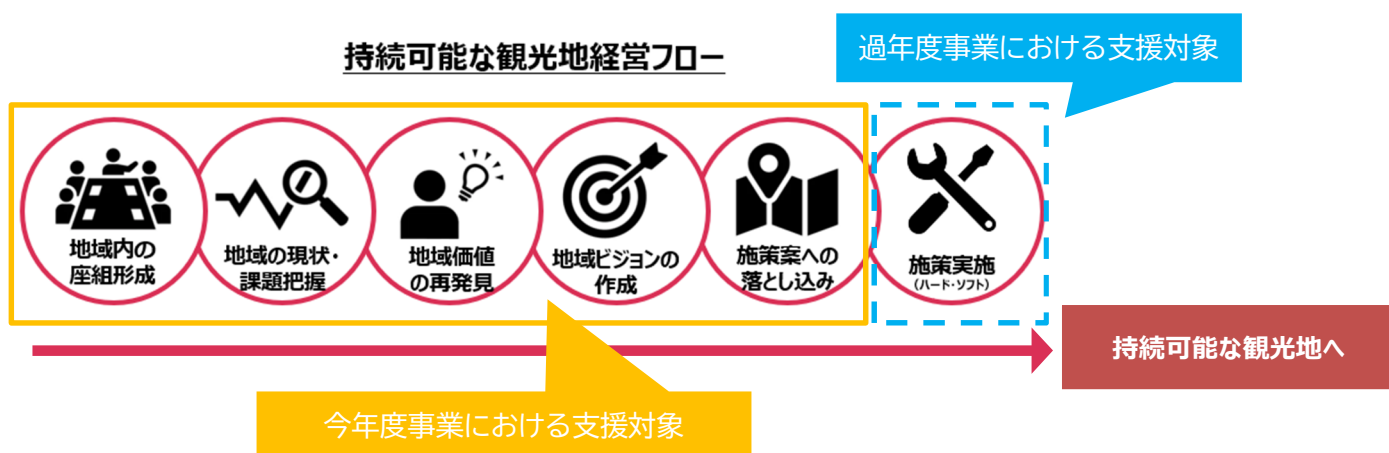 持続可能な観光地経営フロー
過年度事業における支援対象
地域内の
座組形成
地域の現状・
課題把握
地域価値
の再発見
地域ビジョンの
作成
施策案への
落とし込み
施策実施
(ハード・ソフト)
持続可能な観光地へ
今年度事業における支援対象